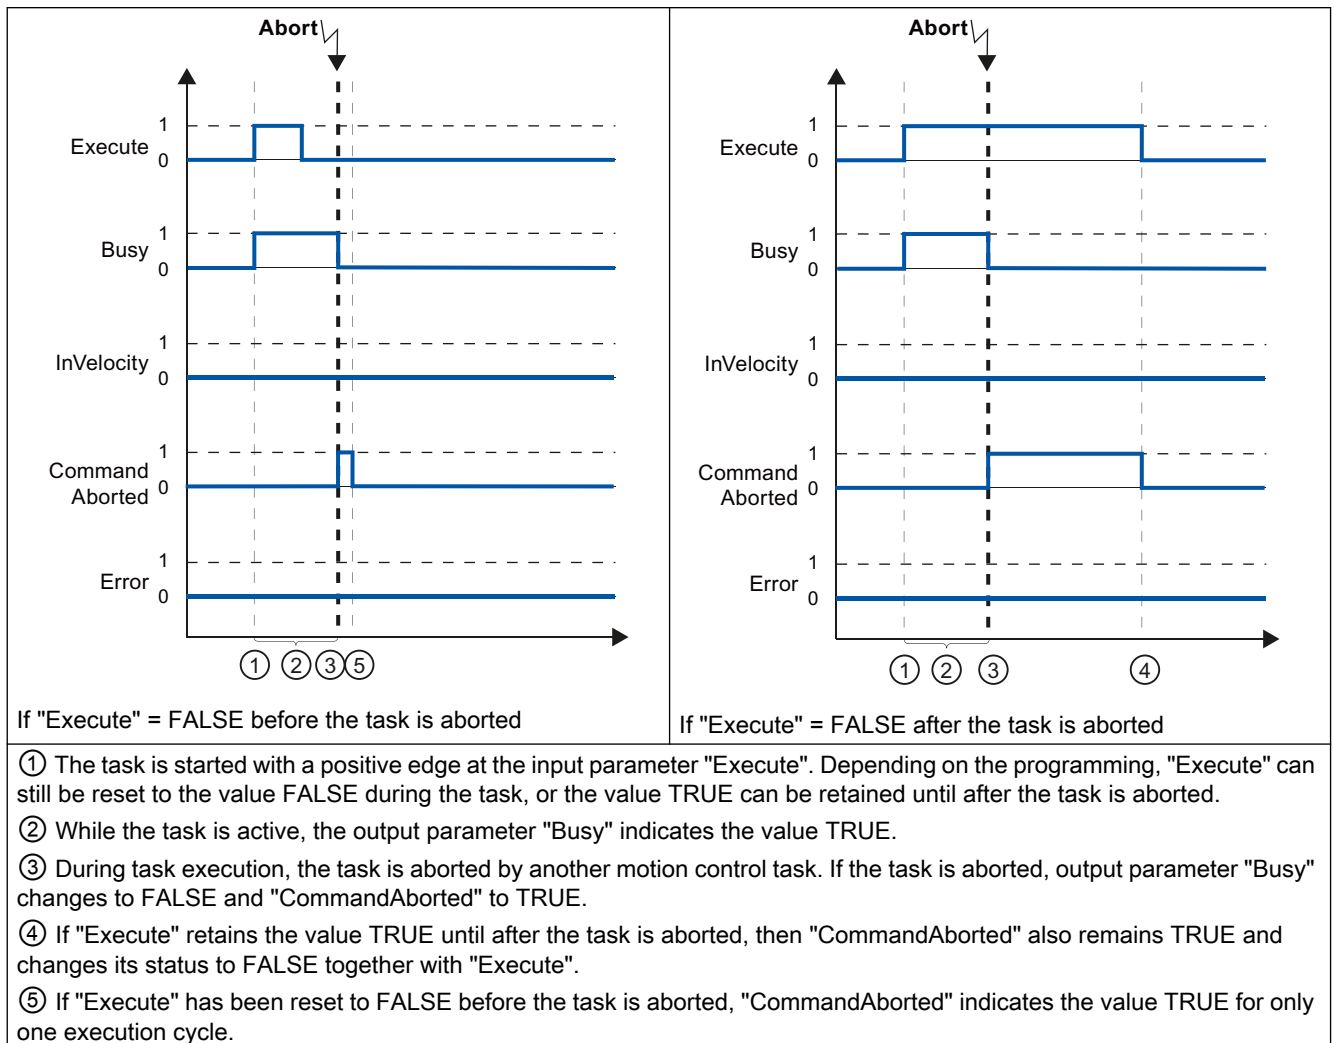 Abort
Execute 1
0
Busy 1
0
InVelocity 1
0
Command
Aborted 1
0
Error 1
0
① ② ③ ⑤
If "Execute" = FALSE before the task is aborted
Abort
Execute 1
0
Busy 1
0
InVelocity 1
0
Command
Aborted 1
0
Error 1
0
① ② ③ ④
If "Execute" = FALSE after the task is aborted
① The task is started with a positive edge at the input parameter "Execute". Depending on the programming, "Execute" can
still be reset to the value FALSE during the task, or the value TRUE can be retained until after the task is aborted.
② While the task is active, the output parameter "Busy" indicates the value TRUE.
③ During task execution, the task is aborted by another motion control task. If the task is aborted, output parameter "Busy"
changes to FALSE and "CommandAborted" to TRUE.
④ If "Execute" retains the value TRUE until after the task is aborted, then "CommandAborted" also remains TRUE and
changes its status to FALSE together with "Execute".
⑤ If "Execute" has been reset to FALSE before the task is aborted, "CommandAborted" indicates the value TRUE for only
one execution cycle.